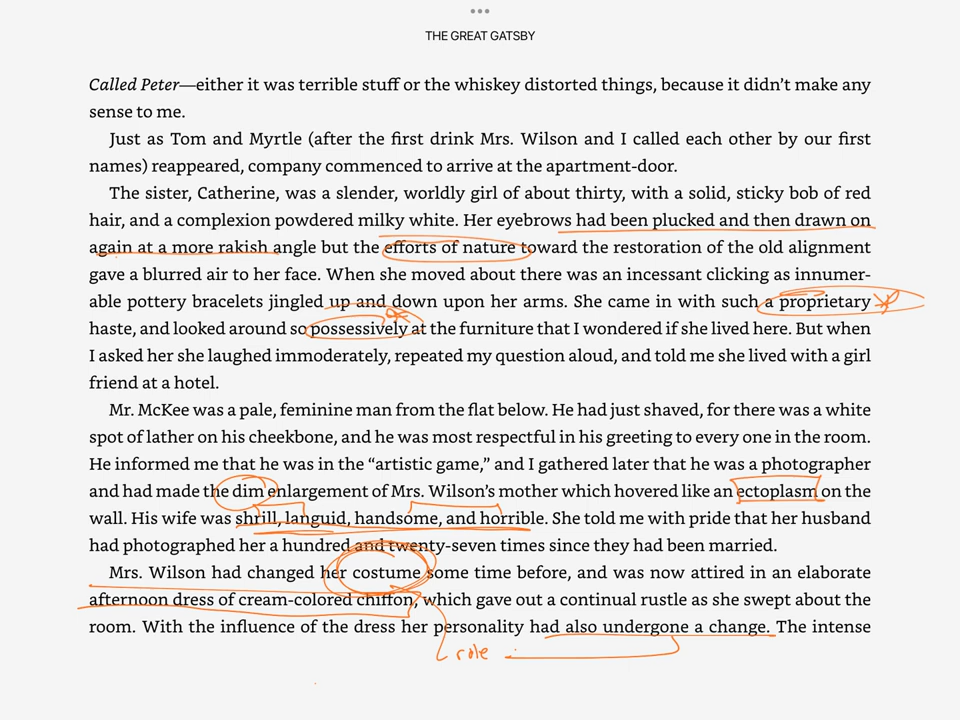 THE GREAT GATSBY
Called Peter—either it was terrible stuff or the whiskey distorted things, because it didn’t make any
sense to me.
Just as Tom and Myrtle (after the first drink Mrs. Wilson and I called each other by our first
names) reappeared, company commenced to arrive at the apartment-door.
The sister, Catherine, was a slender, worldly girl of about thirty, with a solid, sticky bob of red
hair, and a complexion powdered milky white. Her eyebrows had been plucked and then drawn on
again at a more rakish angle but the efforts of nature toward the restoration of the old alignment
gave a blurred air to her face. When she moved about there was an incessant clicking as innumer-
able pottery bracelets jingled up and down upon her arms. She came in with such a proprietary
haste, and looked around so possessively at the furniture that I wondered if she lived here. But when
I asked her she laughed immoderately, repeated my question aloud, and told me she lived with a girl
friend at a hotel.
Mr. McKee was a pale, feminine man from the flat below. He had just shaved, for there was a white
spot of lather on his cheekbone, and he was most respectful in his greeting to every one in the room.
He informed me that he was in the “artistic game,” and I gathered later that he was a photographer
and had made the dim enlargement of Mrs. Wilson’s mother which hovered like an ectoplasm on the
wall. His wife was shrill, languid, handsome, and horrible. She told me with pride that her husband
had photographed her a hundred and twenty-seven times since they had been married.
Mrs. Wilson had changed her costume some time before, and was now attired in an elaborate
afternoon dress of cream-colored chiffon, which gave out a continual rustle as she swept about the
room. With the influence of the dress her personality had also undergone a change. The intense
role